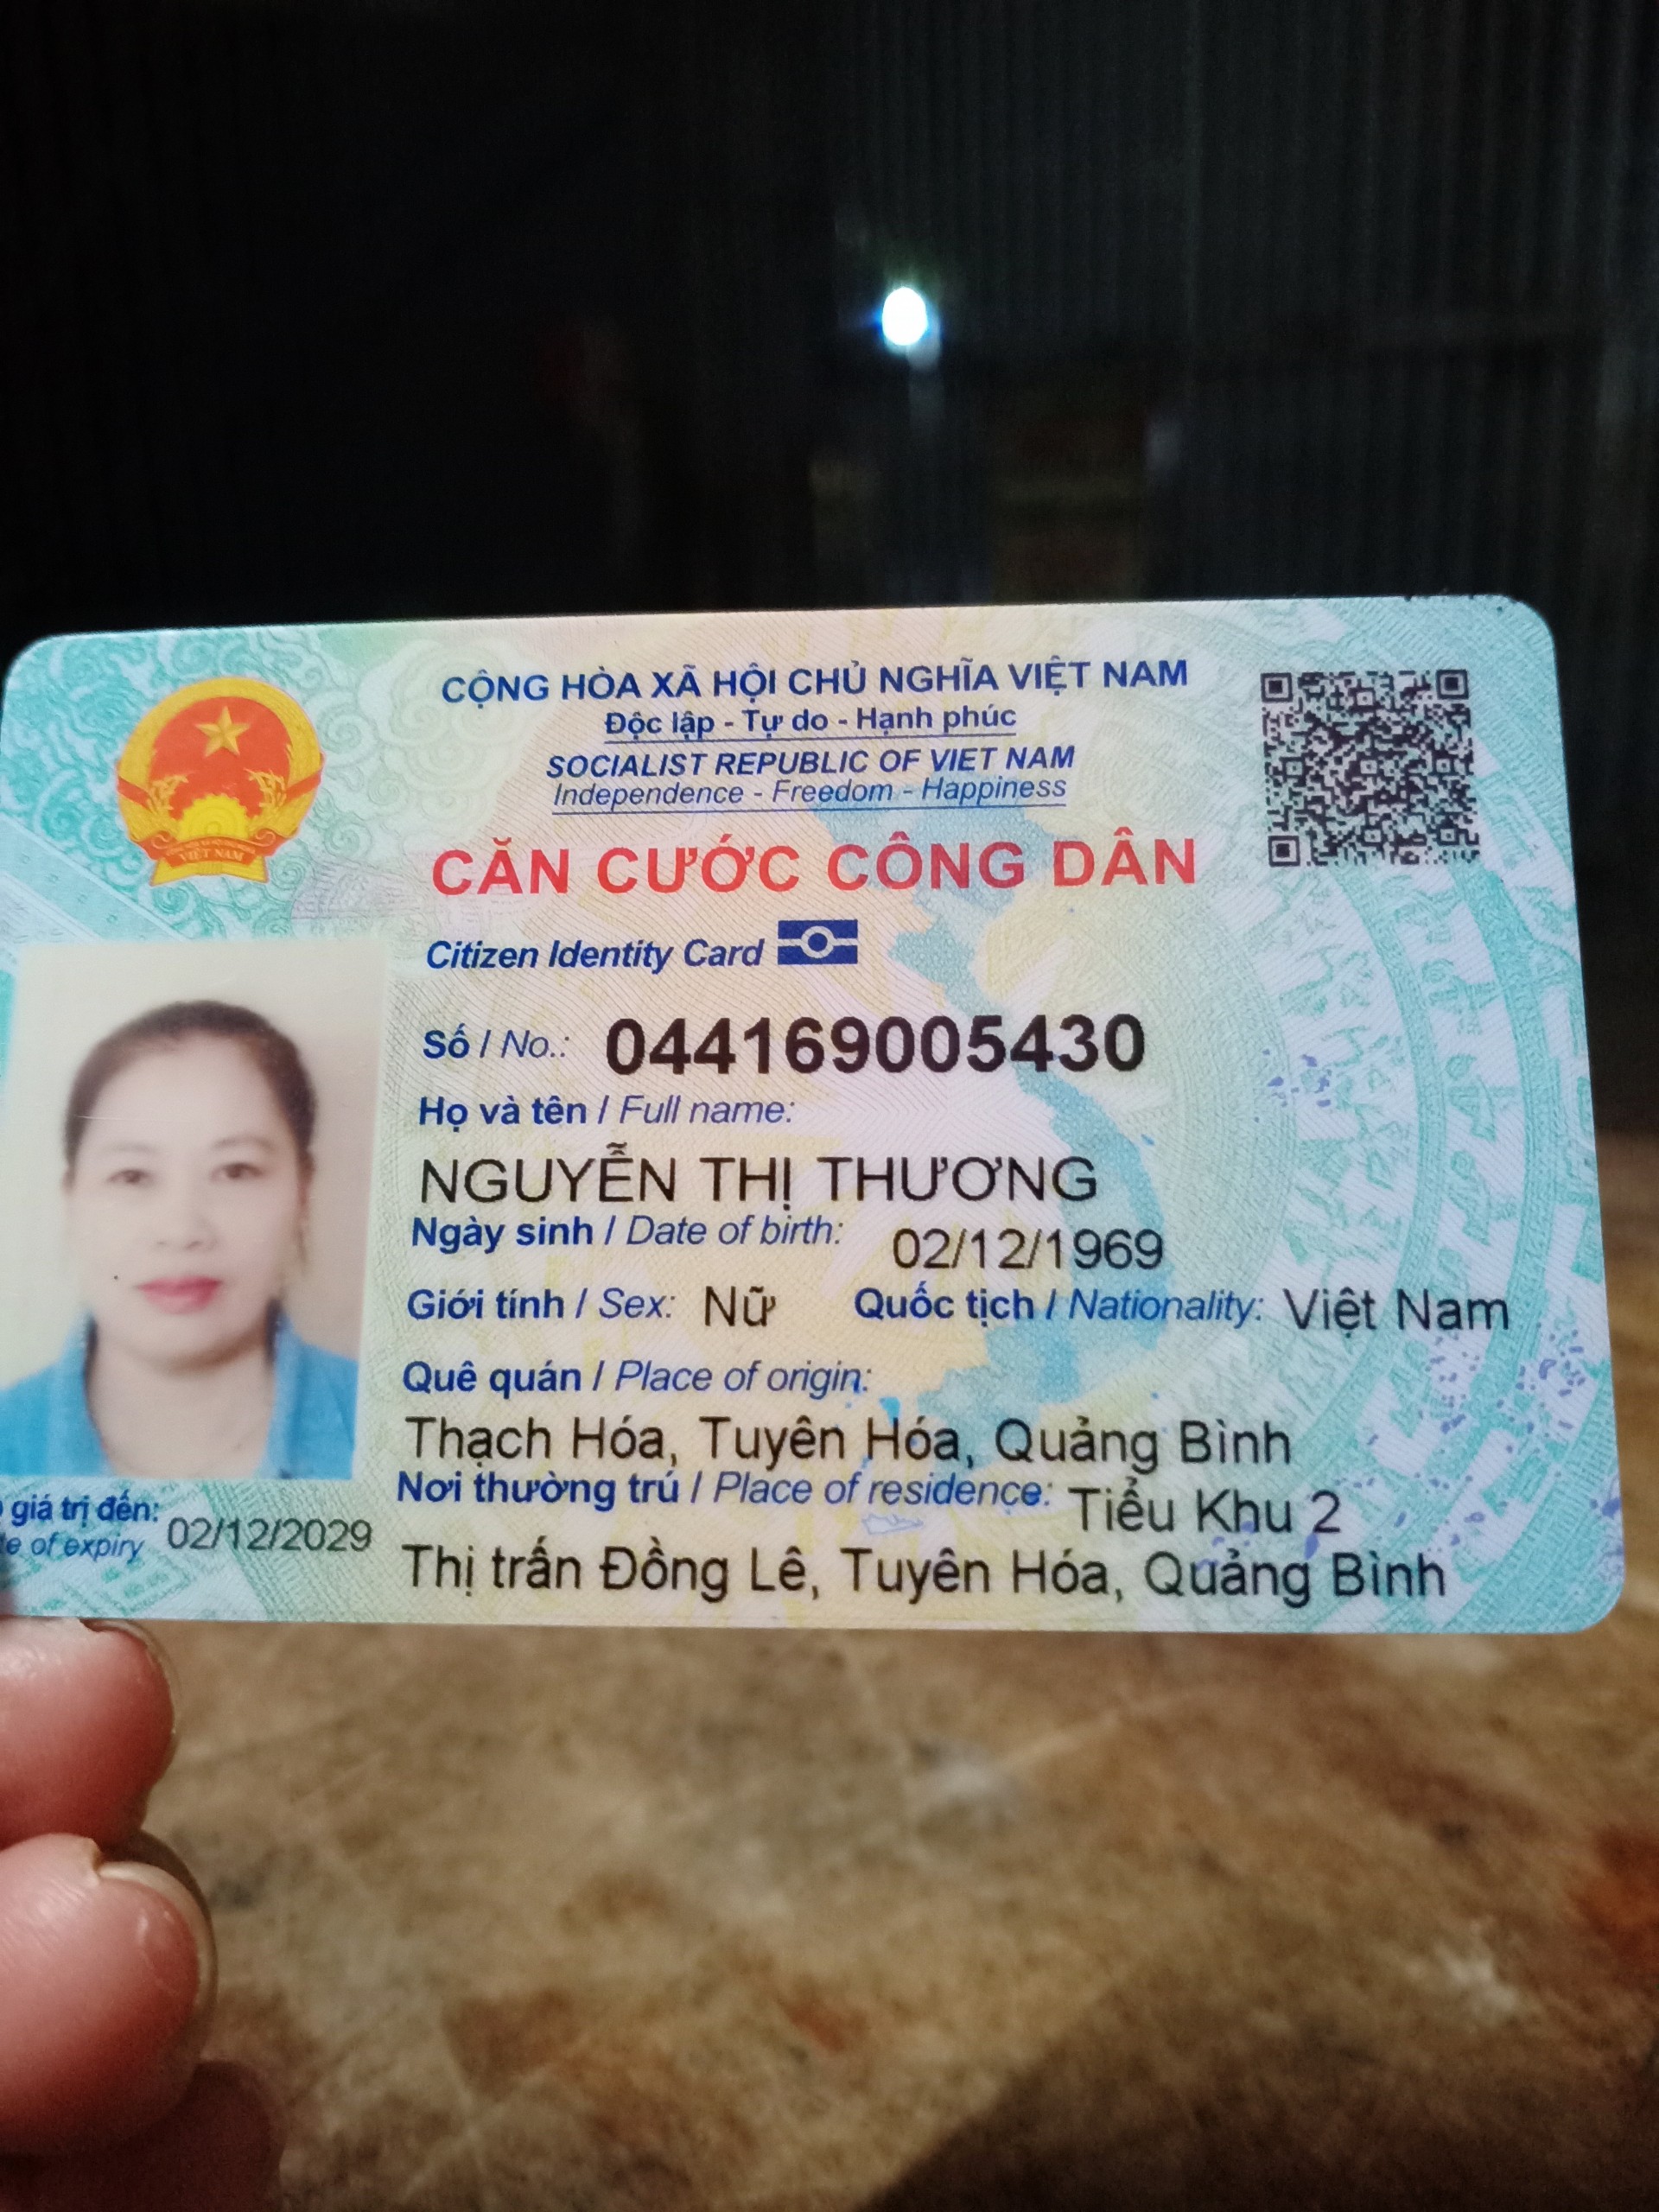 CỘNG HÒA XÃ HỘI CHỦ NGHĨA VIỆT NAM
Độc lập - Tự do - Hạnh phúc
SOCIALIST REPUBLIC OF VIET NAM
Independence - Freedom - Happiness
CĂN CƯỚC CÔNG DÂN
Citizen Identity Card
VIỆT NAM
Số / No.: 044169005430
Họ và tên / Full name:
NGUYỄN THỊ THƯƠNG
Ngày sinh / Date of birth: 02/12/1969
Giới tính / Sex: Nữ Quốc tịch / Nationality: Việt Nam
Quê quán / Place of origin:
Thạch Hóa, Tuyên Hóa, Quảng Bình
Nơi thường trú / Place of residence: Tiểu Khu 2
Thị trấn Đồng Lê, Tuyên Hóa, Quảng Bình
giá trị đến: 02/12/2029
of expiry